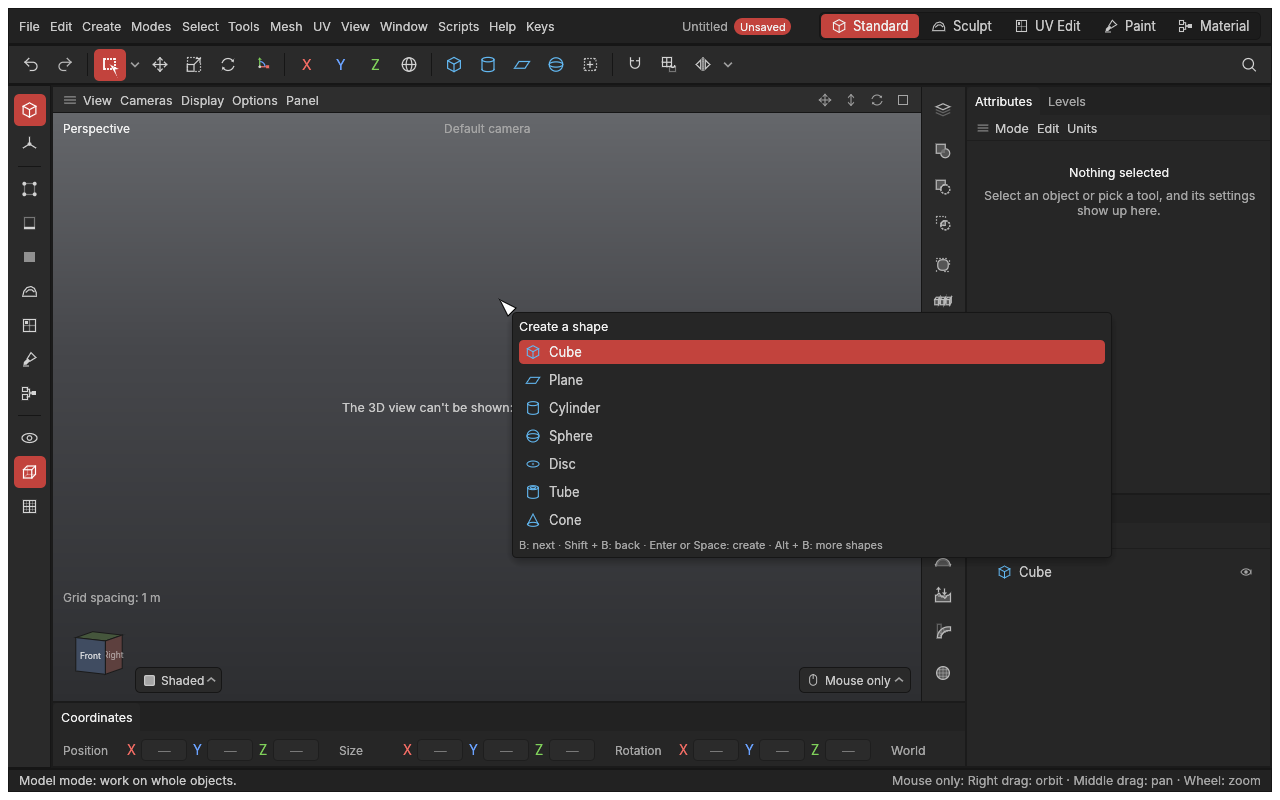 File Edit Create Modes Select Tools Mesh UV View Window Scripts Help Keys Untitled Unsaved Standard Sculpt UV Edit Paint Material
X Y Z
View Cameras Display Options Panel
Attributes Levels
Perspective Default camera
Mode Edit Units
Nothing selected
Select an object or pick a tool, and its settings
show up here.
Create a shape
Cube
Plane
The 3D view can't be shown:
Cylinder
Sphere
Disc
Tube
Cone
B: next · Shift + B: back · Enter or Space: create · Alt + B: more shapes
Cube
Grid spacing: 1 m
Front Right
Shaded
Mouse only
Coordinates
Position X — Y — Z — Size X — Y — Z — Rotation X — Y — Z — World
Model mode: work on whole objects. Mouse only: Right drag: orbit · Middle drag: pan · Wheel: zoom